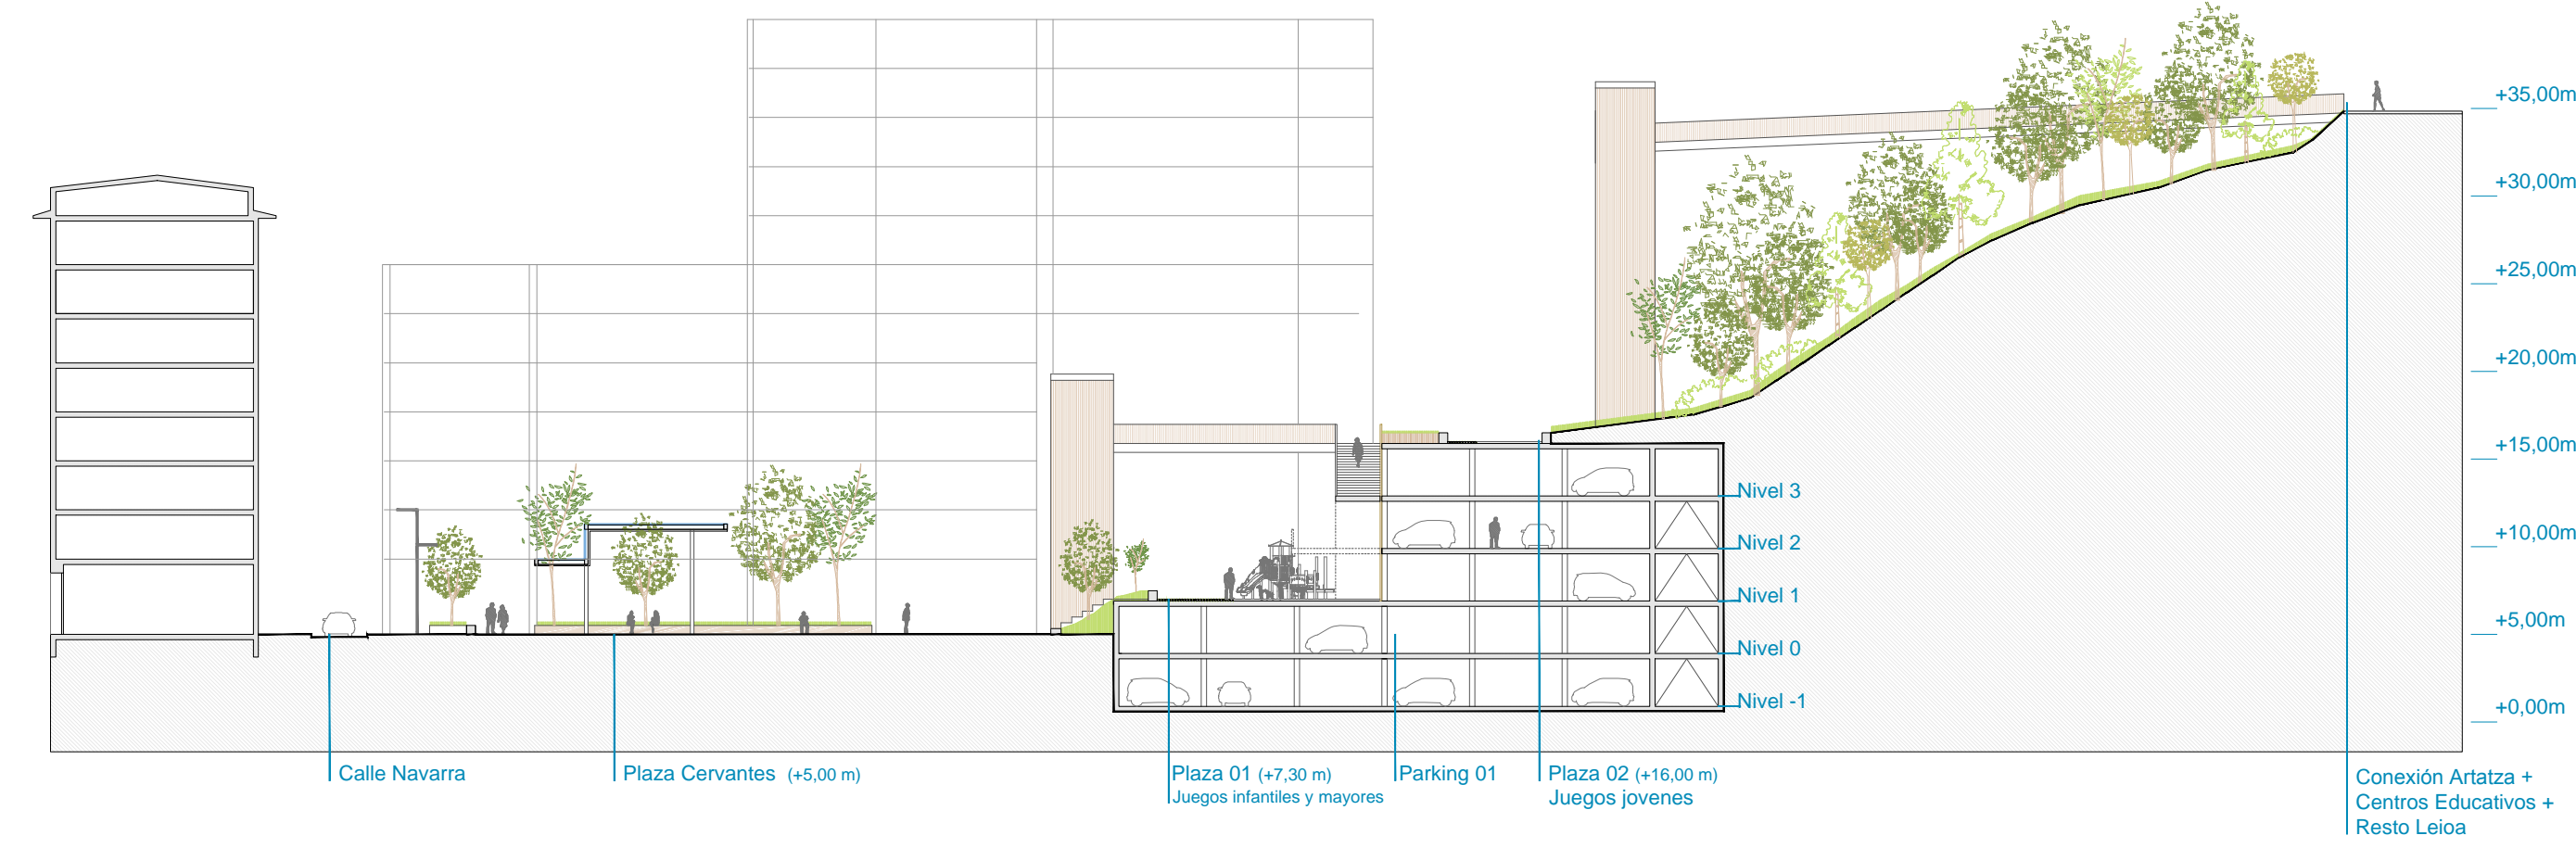 +35,00m
+30,00m
+25,00m
+20,00m
+15,00m
+10,00m
+5,00m
+0,00m
Nivel 3
Nivel 2
Nivel 1
Nivel 0
Nivel -1
Calle Navarra
Plaza Cervantes (+5,00 m)
Plaza 01 (+7,30 m)
Juegos infantiles y mayores
Parking 01
Plaza 02 (+16,00 m)
Juegos jovenes
Conexión Artatza +
Centros Educativos +
Resto Leioa